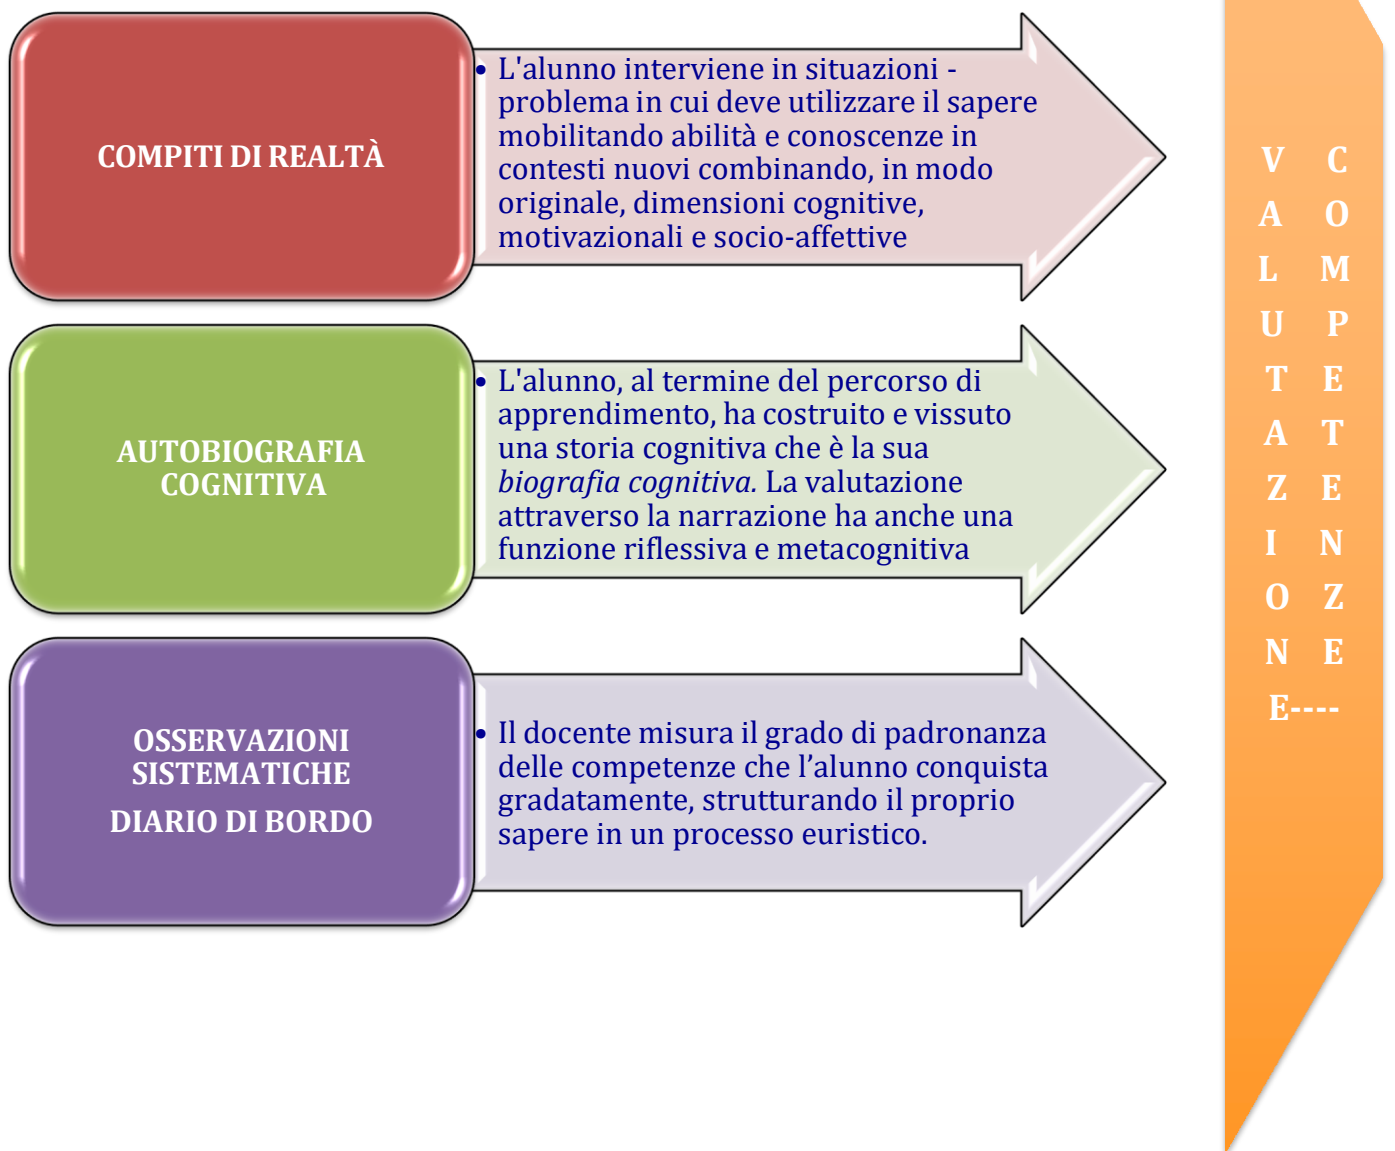 COMPITI DI REALTÀ
• L'alunno interviene in situazioni -
problema in cui deve utilizzare il sapere
mobilitando abilità e conoscenze in
contesti nuovi combinando, in modo
originale, dimensioni cognitive,
motivazionali e socio-affettive
AUTOBIOGRAFIA
COGNITIVA
• L'alunno, al termine del percorso di
apprendimento, ha costruito e vissuto
una storia cognitiva che è la sua
biografia cognitiva. La valutazione
attraverso la narrazione ha anche una
funzione riflessiva e metacognitiva
OSSERVAZIONI
SISTEMATICHE
DIARIO DI BORDO
• Il docente misura il grado di padronanza
delle competenze che l’alunno conquista
gradatamente, strutturando il proprio
sapere in un processo euristico.
V C
A O
L M
U P
T E
A T
Z E
I N
O Z
N E
E----